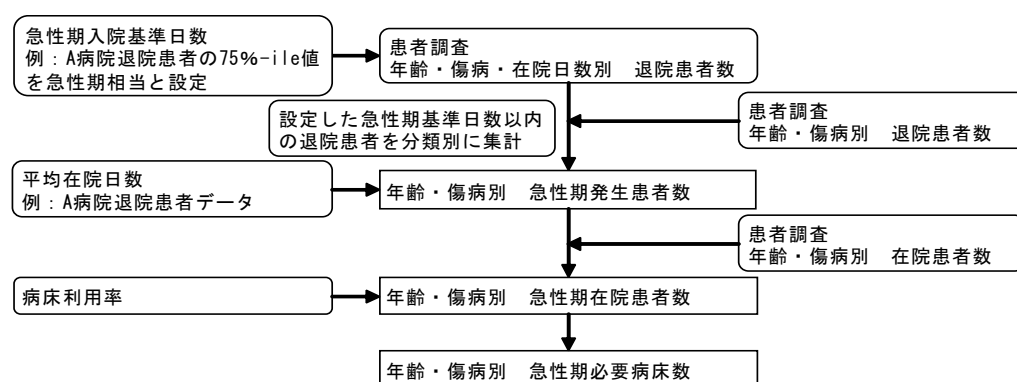 急性期入院基準日数
例：A病院退院患者の75%-ile値
を急性期相当と設定
患者調査
年齢・傷病・在院日数別　退院患者数
設定した急性期基準日数以内
の退院患者を分類別に集計
患者調査
年齢・傷病別　退院患者数
平均在院日数
例：A病院退院患者データ
年齢・傷病別　急性期発生患者数
患者調査
年齢・傷病別　在院患者数
病床利用率
年齢・傷病別　急性期在院患者数
年齢・傷病別　急性期必要病床数